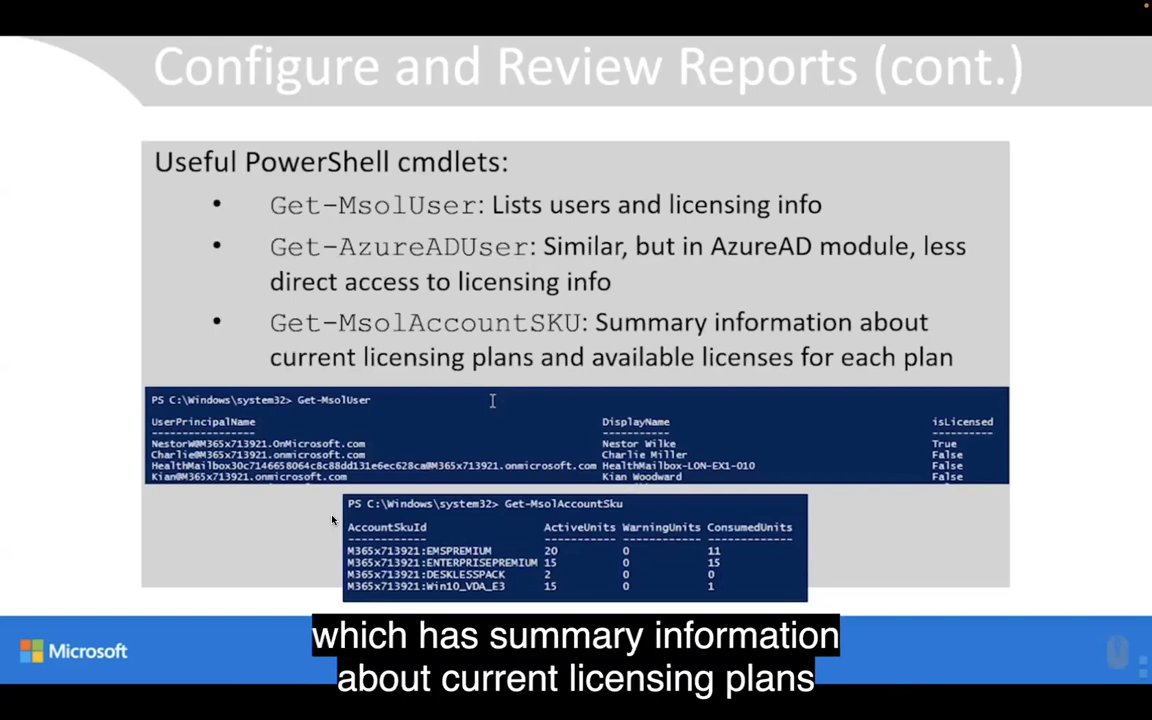 Configure and Review Reports (cont.)
Useful PowerShell cmdlets:
• Get-MsolUser: Lists users and licensing info
• Get-AzureADUser: Similar, but in AzureAD module, less
direct access to licensing info
• Get-MsolAccountSKU: Summary information about
current licensing plans and available licenses for each plan
PS C:\Windows\system32> Get-MsolUser
UserPrincipalName DisplayName isLicensed
----------------- ----------- ----------
NestorW@M365x713921.OnMicrosoft.com Nestor Wilke True
Charlie@M365x713921.onmicrosoft.com Charlie Miller False
HealthMailbox30c7146658064c8c88dd131e6ec628ca@M365x713921.onmicrosoft.com HealthMailbox-LON-EX1-010 False
Kian@M365x713921.onmicrosoft.com Kian Woodward False
PS C:\Windows\system32> Get-MsolAccountSku
AccountSkuId ActiveUnits WarningUnits ConsumedUnits
------------ ----------- ------------ -------------
M365x713921:EMSPREMIUM 20 0 11
M365x713921:ENTERPRISEPREMIUM 15 0 15
M365x713921:DESKLESSPACK 2 0 0
M365x713921:Win10_VDA_E3 15 0 1
which has summary information
about current licensing plans
Microsoft